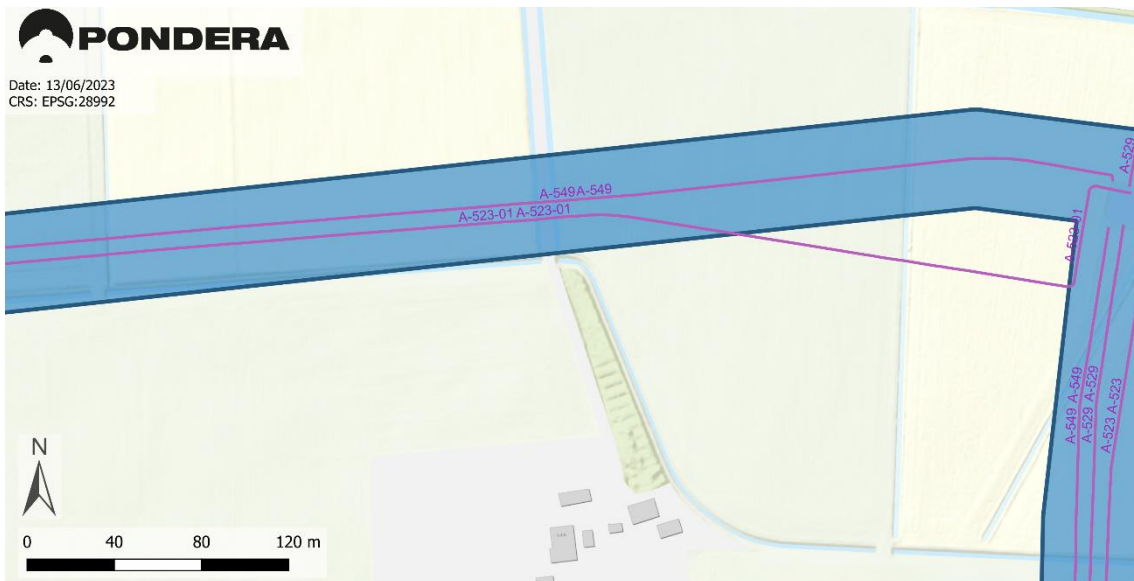 PONDERA
Date: 13/06/2023
CRS: EPSG:28992
A-529
A-549 A-549
A-523-01 A-523-01
A-523-01
A-549 A-549
A-529 A-529
A-523 A-523
N
0 40 80 120 m